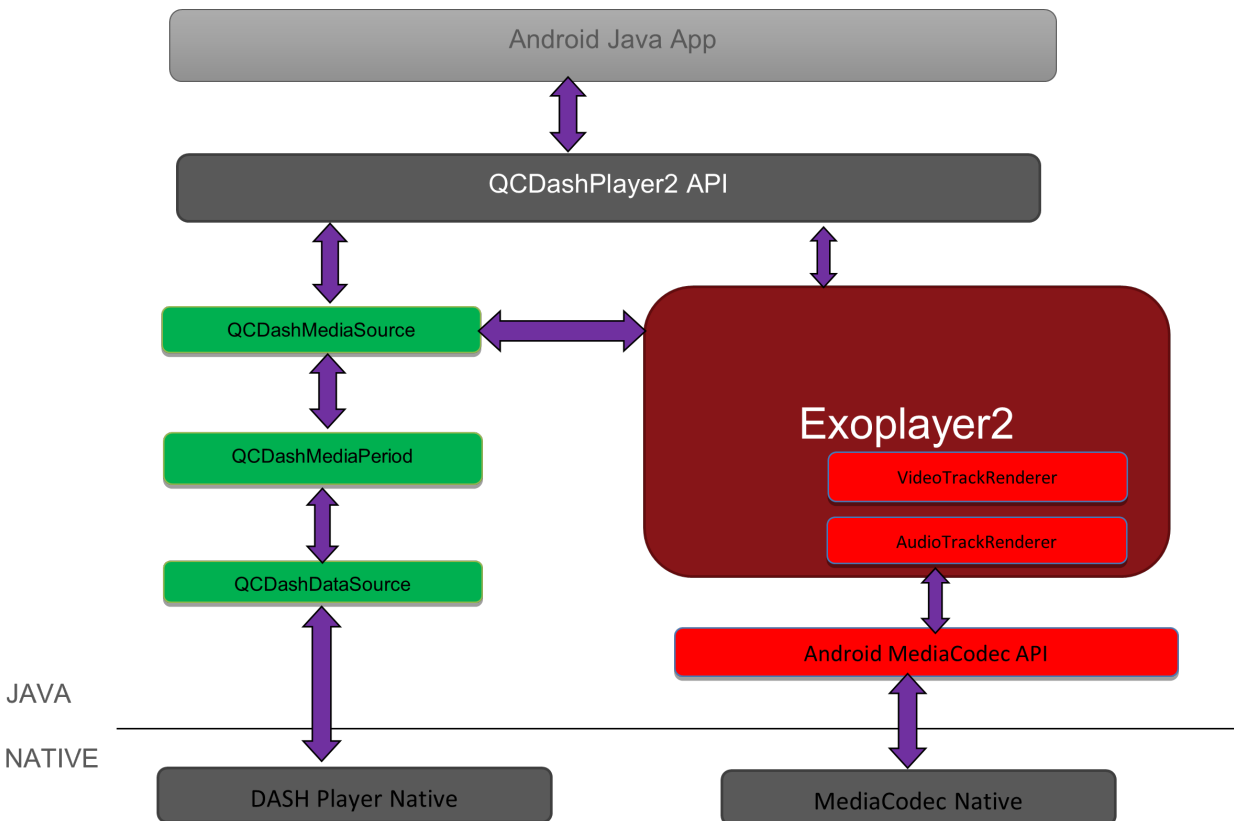 Android Java App
QCDashPlayer2 API
QCDashMediaSource
Exoplayer2
QCDashMediaPeriod
VideoTrackRenderer
AudioTrackRenderer
QCDashDataSource
Android MediaCodec API
JAVA
NATIVE
DASH Player Native
MediaCodec Native